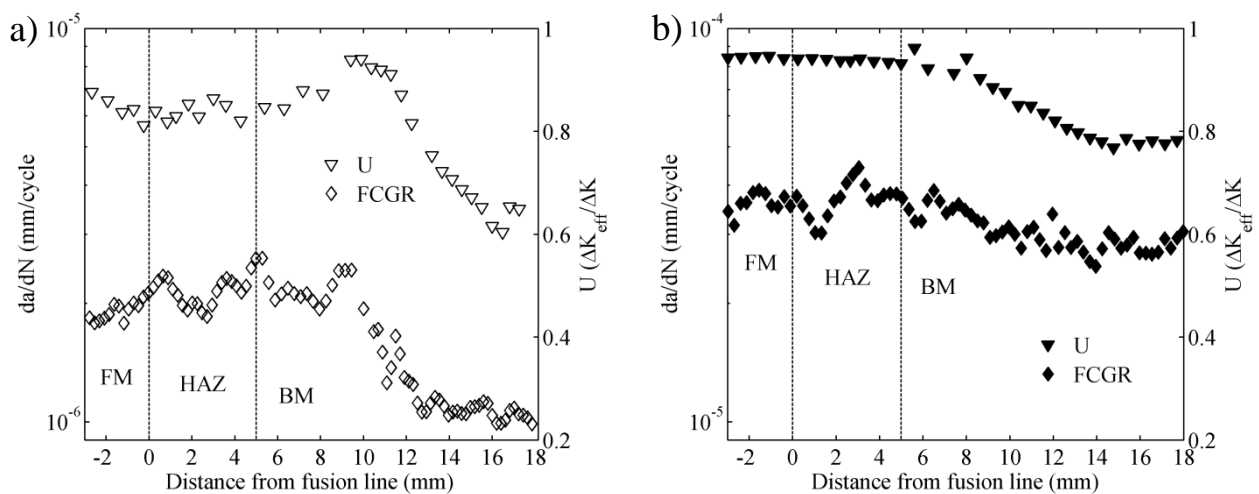 a)
10^-5
10^-6
da/dN (mm/cycle)
U
FCGR
FM
HAZ
BM
-2 0 2 4 6 8 10 12 14 16 18
Distance from fusion line (mm)
1
0.8
0.6
0.4
0.2
U (ΔK_eff/ΔK)
b)
10^-4
10^-5
da/dN (mm/cycle)
FM
HAZ
BM
U
FCGR
-2 0 2 4 6 8 10 12 14 16 18
Distance from fusion line (mm)
1
0.8
0.6
0.4
0.2
U (ΔK_eff/ΔK)